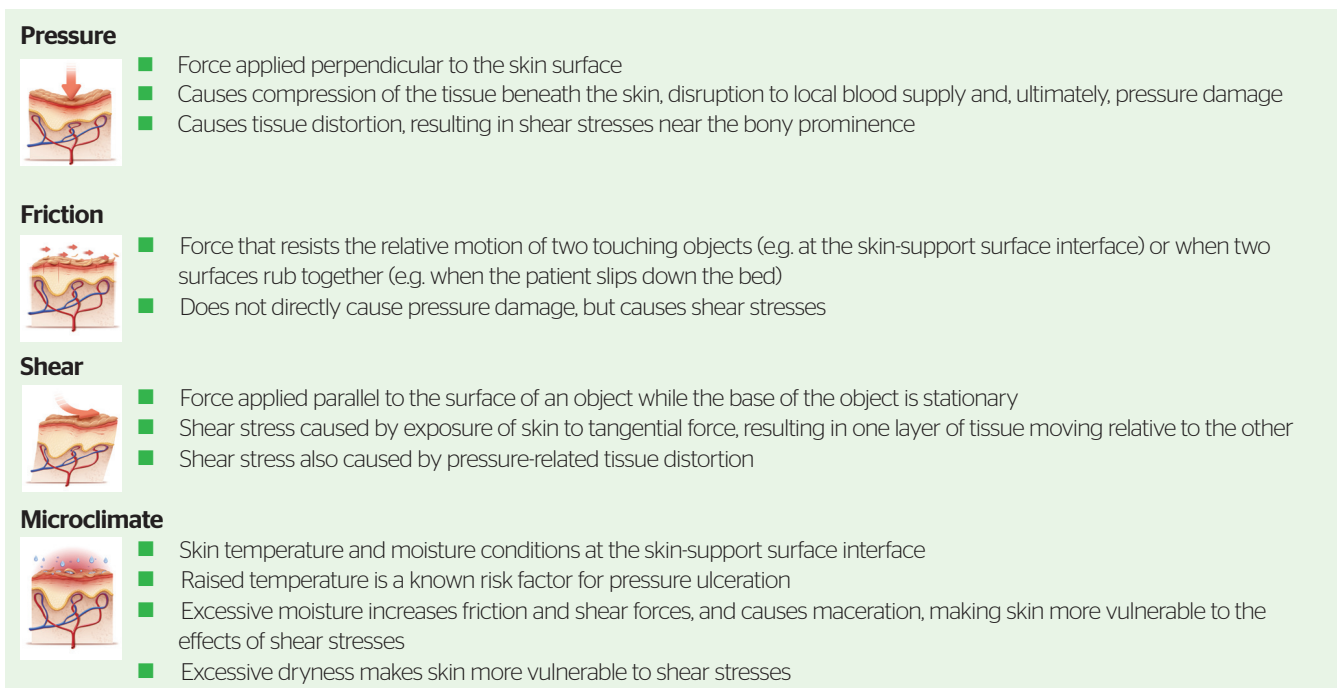 Pressure
■ Force applied perpendicular to the skin surface
■ Causes compression of the tissue beneath the skin, disruption to local blood supply and, ultimately, pressure damage
■ Causes tissue distortion, resulting in shear stresses near the bony prominence
Friction
■ Force that resists the relative motion of two touching objects (e.g. at the skin-support surface interface) or when two
surfaces rub together (e.g. when the patient slips down the bed)
■ Does not directly cause pressure damage, but causes shear stresses
Shear
■ Force applied parallel to the surface of an object while the base of the object is stationary
■ Shear stress caused by exposure of skin to tangential force, resulting in one layer of tissue moving relative to the other
■ Shear stress also caused by pressure-related tissue distortion
Microclimate
■ Skin temperature and moisture conditions at the skin-support surface interface
■ Raised temperature is a known risk factor for pressure ulceration
■ Excessive moisture increases friction and shear forces, and causes maceration, making skin more vulnerable to the
effects of shear stresses
■ Excessive dryness makes skin more vulnerable to shear stresses